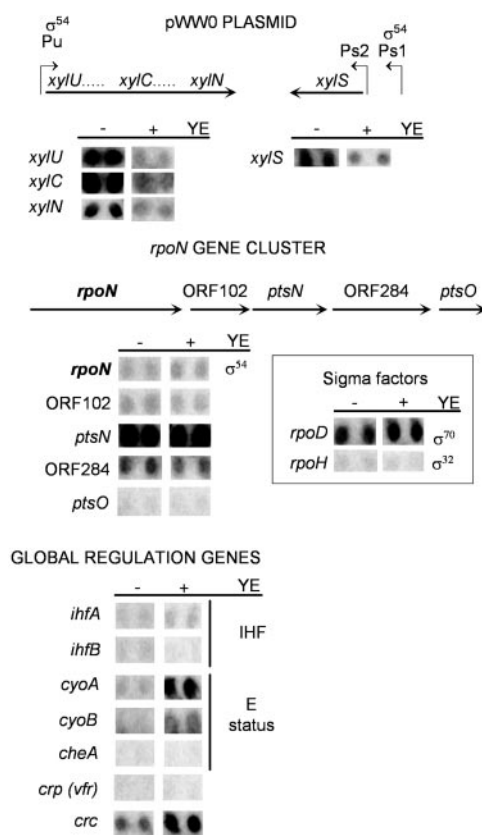 pWW0 PLASMID
σ54
Pu
σ54
Ps2 Ps1
xylU..... xylC..... xylN
xylS
- + YE
- + YE
xylU
xylC
xylN
xylS
rpoN GENE CLUSTER
rpoN ORF102 ptsN ORF284 ptsO
- + YE
rpoN σ54
ORF102
ptsN
ORF284
ptsO
Sigma factors
- + YE
rpoD σ70
rpoH σ32
GLOBAL REGULATION GENES
- + YE
ihfA
ihfB
IHF
cyoA
cyoB
cheA
E
status
crp (vfr)
crc